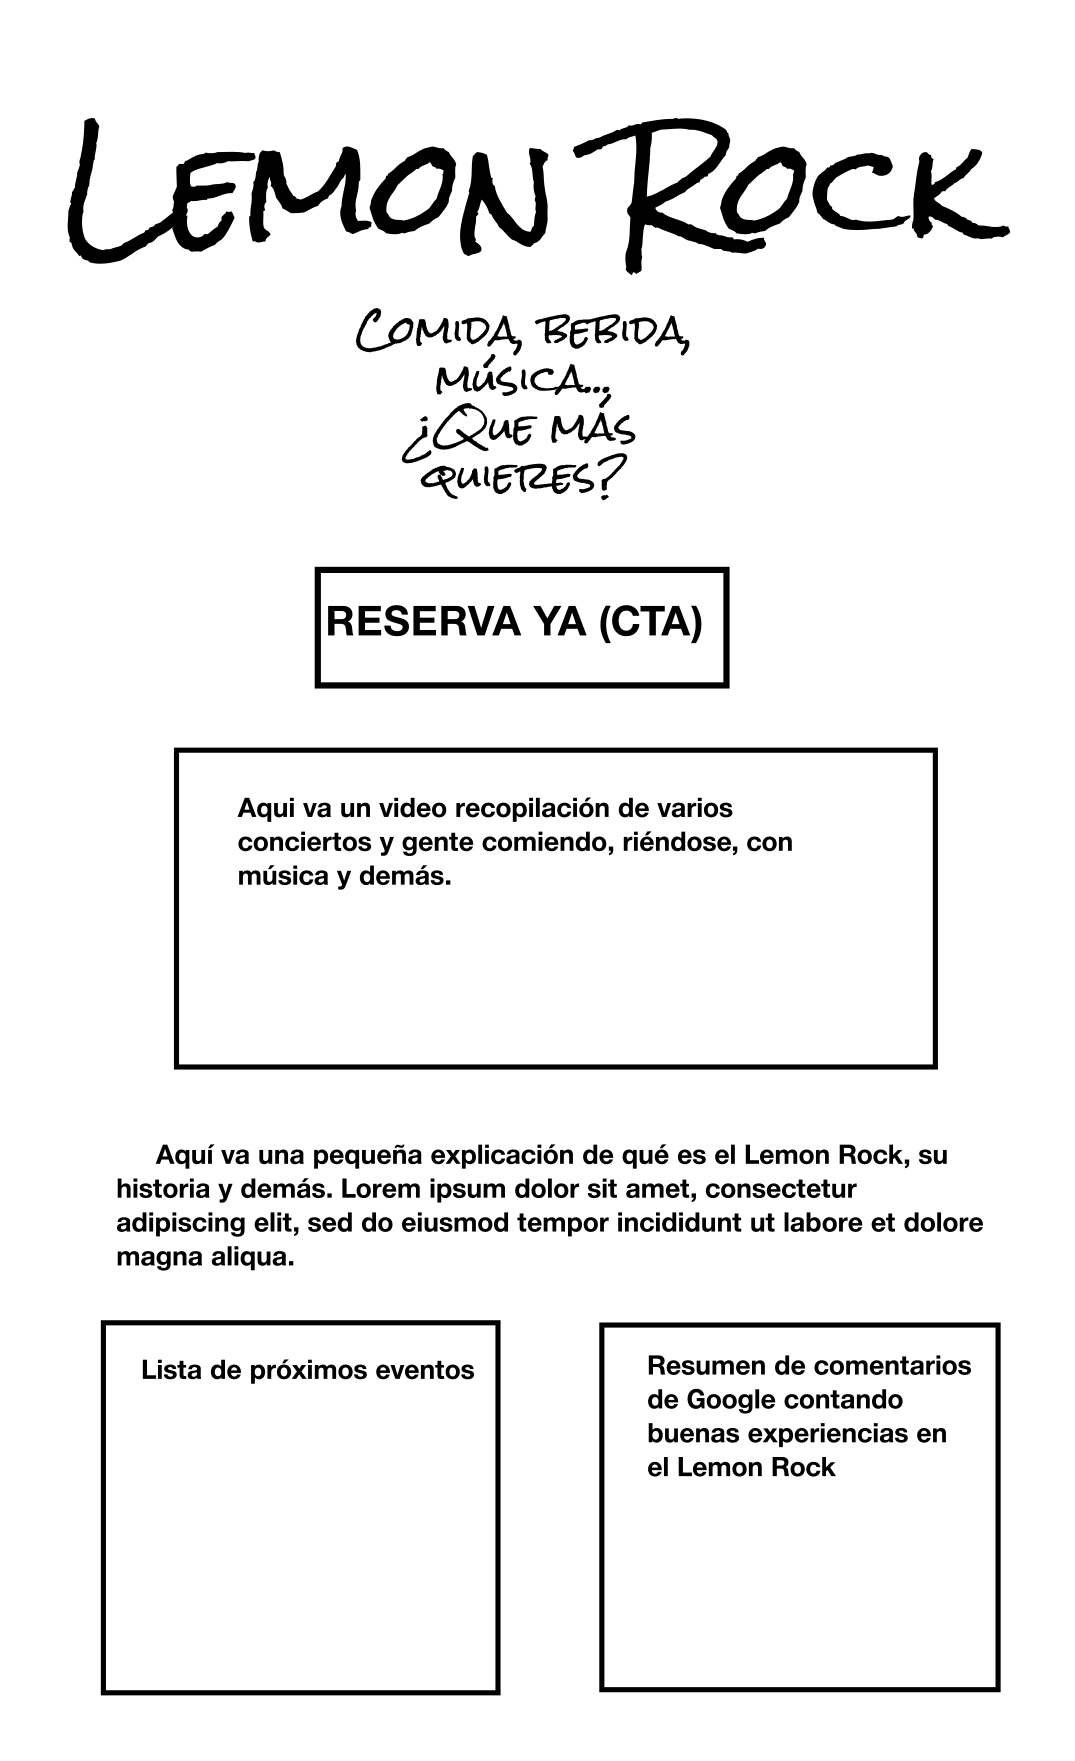 Lemon Rock
Comida, bebida,
música...
¿Que más
quieres?
RESERVA YA (CTA)
Aqui va un video recopilación de varios
conciertos y gente comiendo, riéndose, con
música y demás.
Aquí va una pequeña explicación de qué es el Lemon Rock, su
historia y demás. Lorem ipsum dolor sit amet, consectetur
adipiscing elit, sed do eiusmod tempor incididunt ut labore et dolore
magna aliqua.
Lista de próximos eventos
Resumen de comentarios
de Google contando
buenas experiencias en
el Lemon Rock